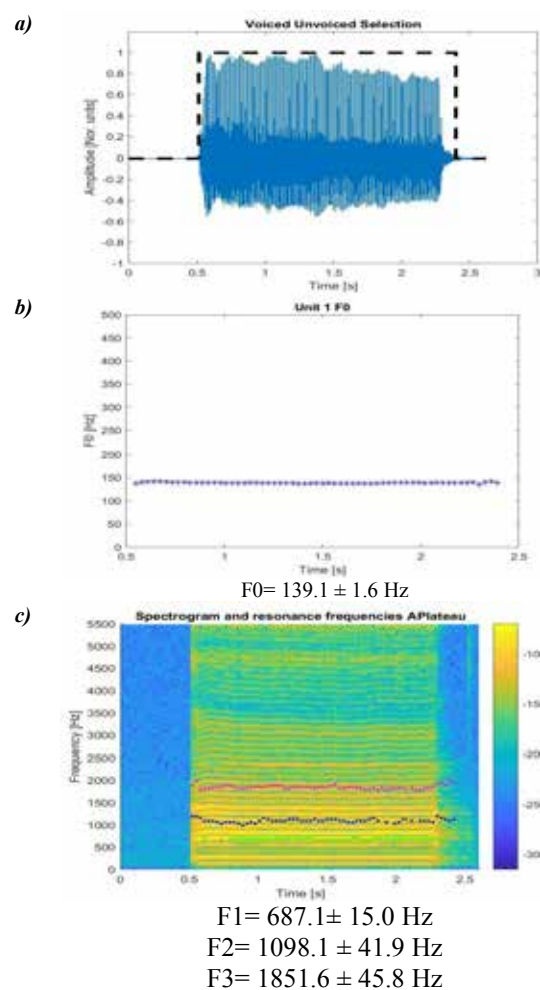 a)
Voiced Unvoiced Selection
Amplitude [Nor. units]
1
0.8
0.6
0.4
0.2
0
-0.2
-0.4
-0.6
-0.8
-1
0 0.5 1 1.5 2 2.5 3
Time [s]
b)
Unit 1 F0
F0 [Hz]
500
450
400
350
300
250
200
150
100
50
0
0.5 1 1.5 2 2.5
Time [s]
F0= 139.1 ± 1.6 Hz
c)
Spectrogram and resonance frequencies APlateau
Frequency [Hz]
5500
5000
4500
4000
3500
3000
2500
2000
1500
1000
500
0
0 0.5 1 1.5 2 2.5
Time [s]
F1= 687.1± 15.0 Hz
F2= 1098.1 ± 41.9 Hz
F3= 1851.6 ± 45.8 Hz